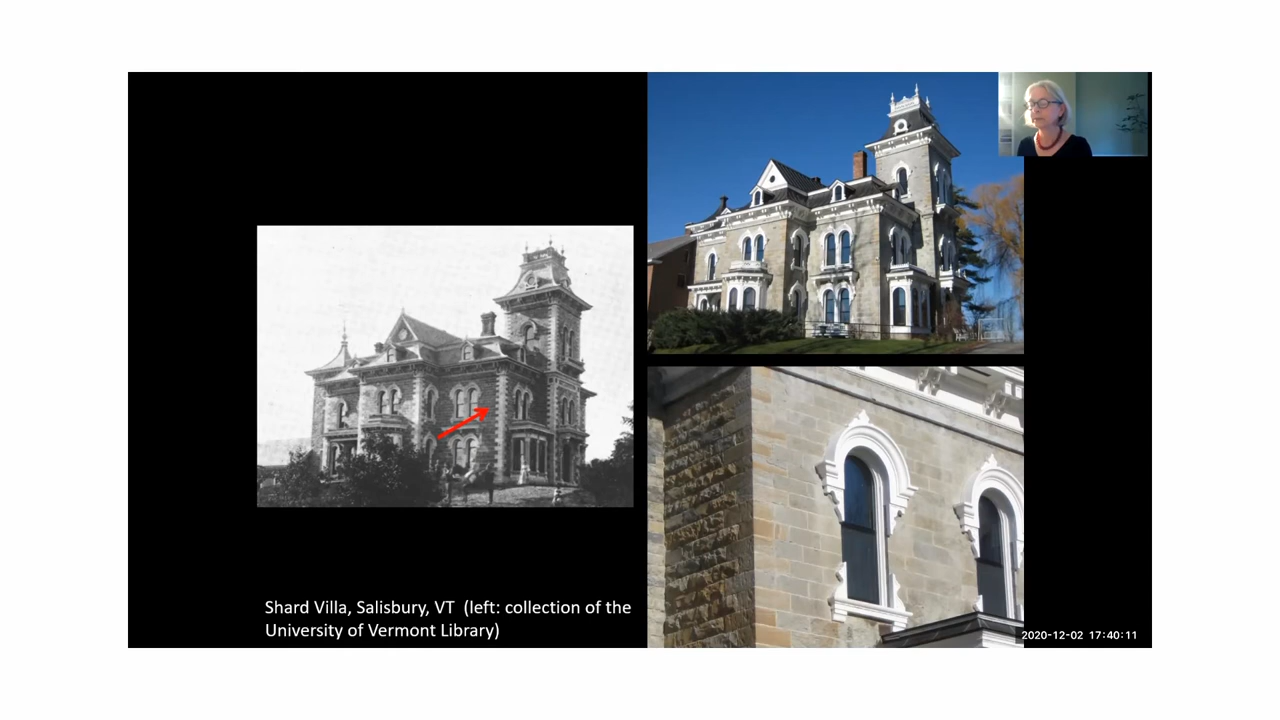 Shard Villa, Salisbury, VT  (left: collection of the
University of Vermont Library)
2020-12-02 17:40:11